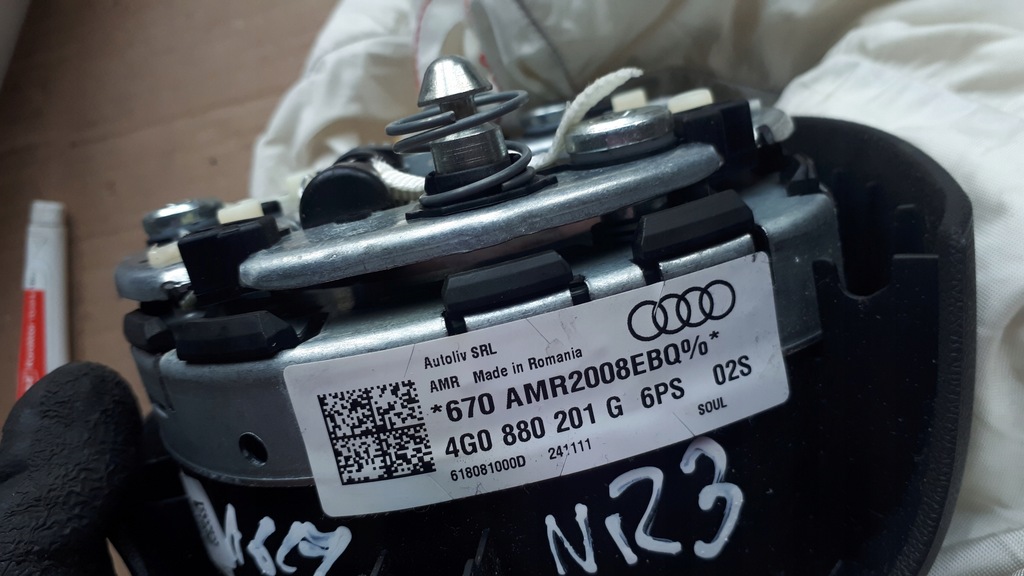 Autoliv SRL
AMR Made in Romania
*670 AMR2008EBQ%*
4G0 880 201 G 6PS 02S
618081000D 241111 SOUL
NR3